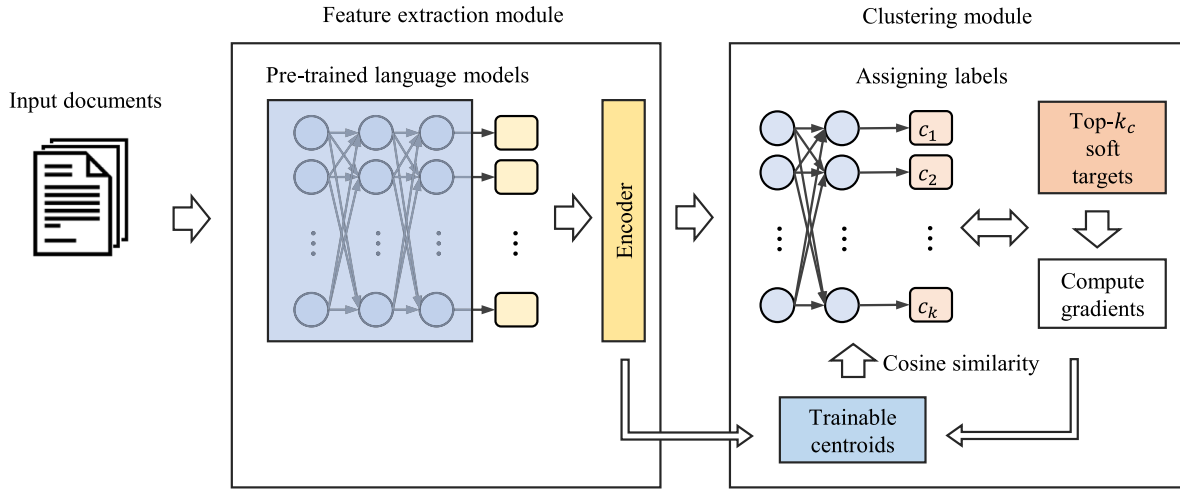 Feature extraction module
Clustering module
Input documents
Pre-trained language models
Encoder
Assigning labels
c₁
c₂
cₖ
Top-k_c
soft
targets
Compute
gradients
Cosine similarity
Trainable
centroids